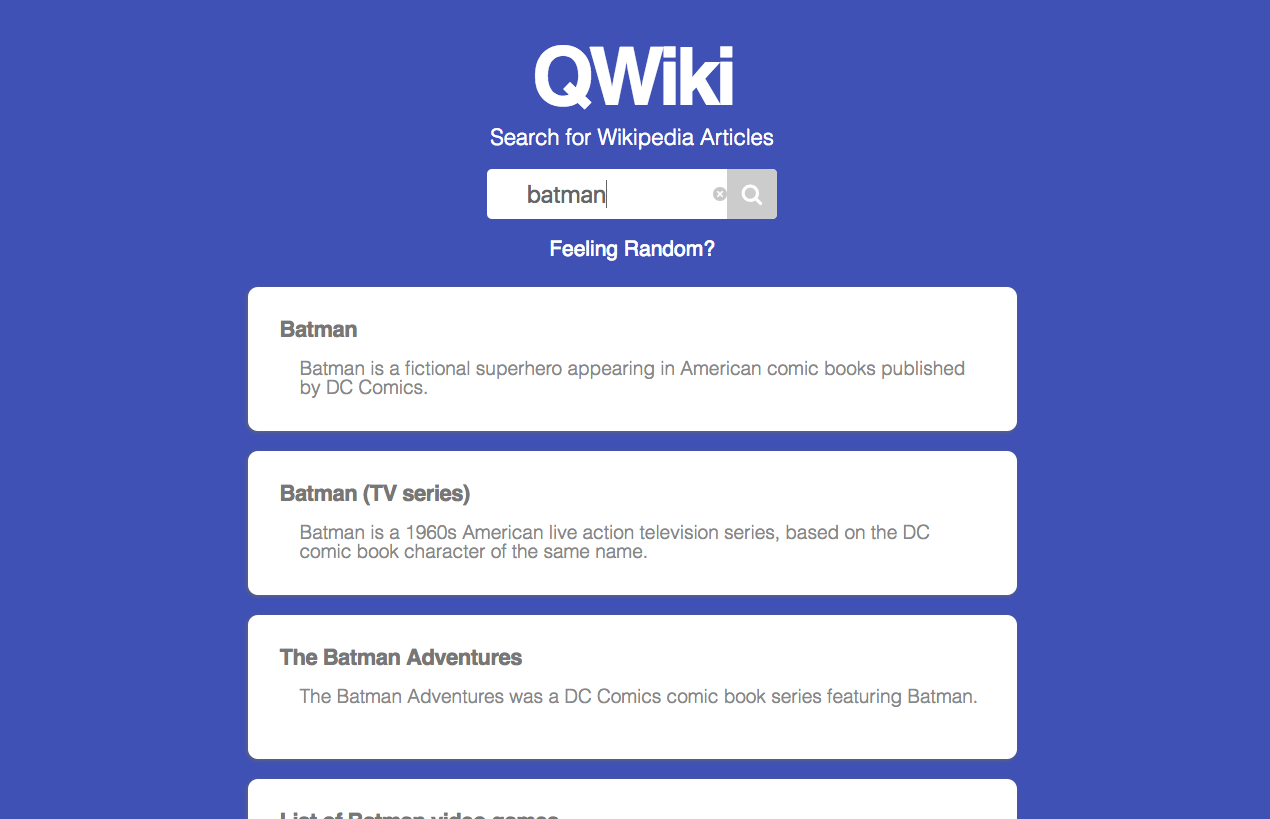 QWiki
Search for Wikipedia Articles
batman
Feeling Random?
Batman
Batman is a fictional superhero appearing in American comic books published
by DC Comics.
Batman (TV series)
Batman is a 1960s American live action television series, based on the DC
comic book character of the same name.
The Batman Adventures
The Batman Adventures was a DC Comics comic book series featuring Batman.
List of Batman video games